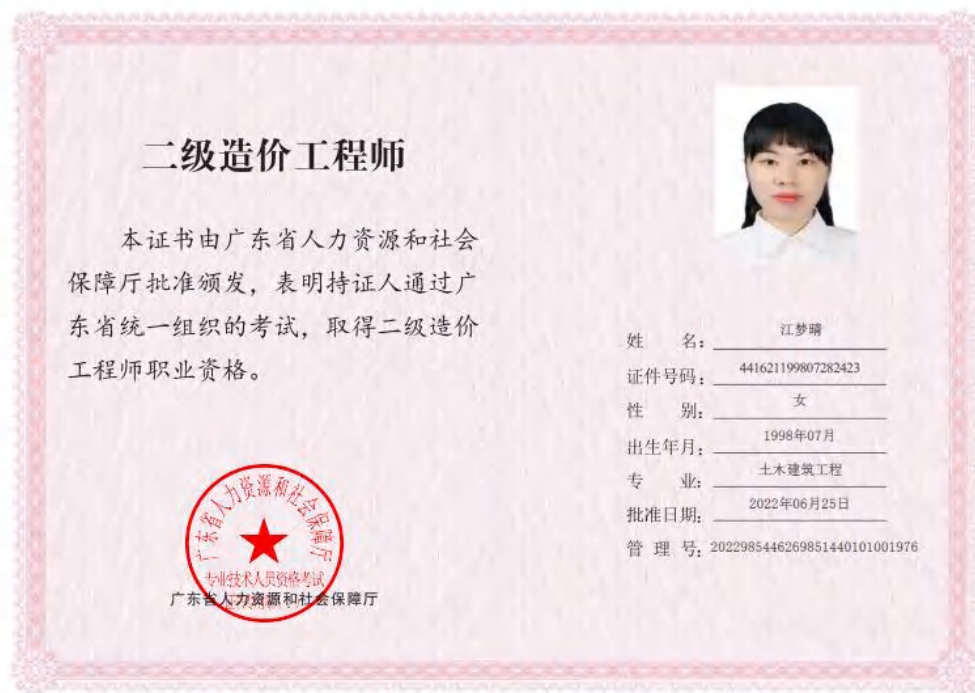 二级造价工程师
本证书由广东省人力资源和社会
保障厅批准颁发，表明持证人通过广
东省统一组织的考试，取得二级造价
工程师职业资格。
广东省人力资源和社会保障厅
专业技术人员资格考试
广东省人力资源和社会保障厅
姓 名：江梦晴
证件号码：441621199807282423
性 别：女
出生年月：1998年07月
专 业：土木建筑工程
批准日期：2022年06月25日
管 理 号：20229854462698514401010​01976